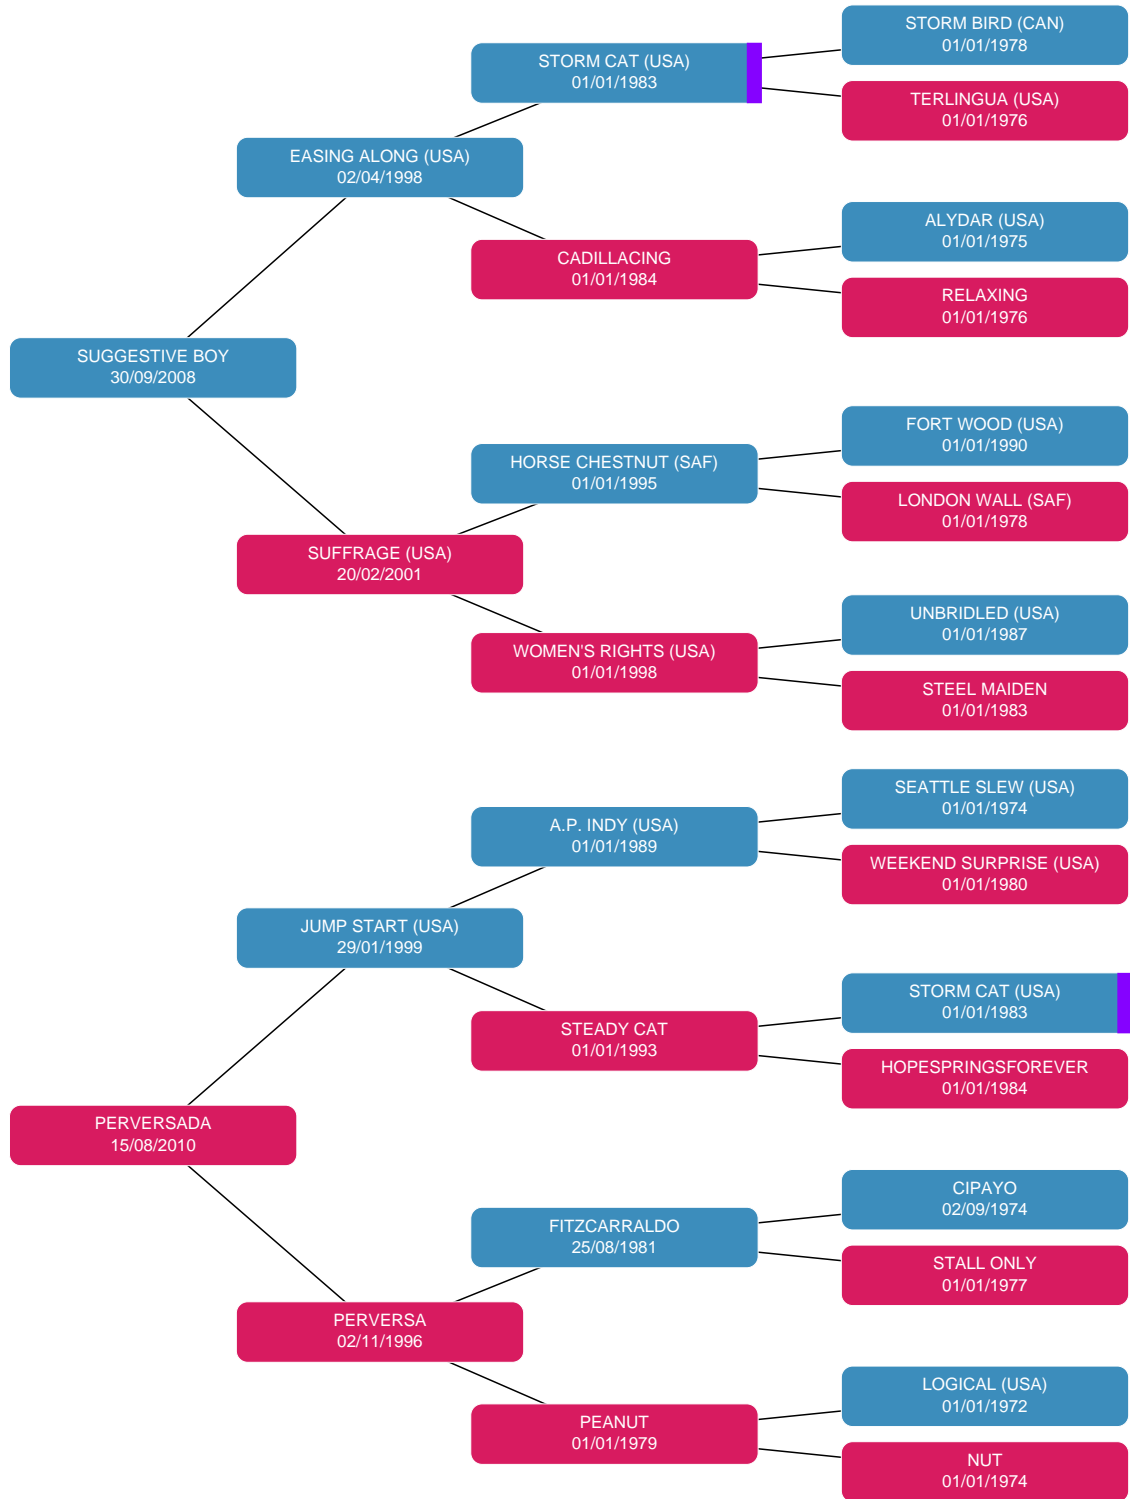 STORM BIRD (CAN)
01/01/1978
STORM CAT (USA)
01/01/1983
TERLINGUA (USA)
01/01/1976
EASING ALONG (USA)
02/04/1998
ALYDAR (USA)
01/01/1975
CADILLACING
01/01/1984
RELAXING
01/01/1976
SUGGESTIVE BOY
30/09/2008
FORT WOOD (USA)
01/01/1990
HORSE CHESTNUT (SAF)
01/01/1995
LONDON WALL (SAF)
01/01/1978
SUFFRAGE (USA)
20/02/2001
UNBRIDLED (USA)
01/01/1987
WOMEN'S RIGHTS (USA)
01/01/1998
STEEL MAIDEN
01/01/1983
SEATTLE SLEW (USA)
01/01/1974
A.P. INDY (USA)
01/01/1989
WEEKEND SURPRISE (USA)
01/01/1980
JUMP START (USA)
29/01/1999
STORM CAT (USA)
01/01/1983
STEADY CAT
01/01/1993
HOPESPRINGSFOREVER
01/01/1984
PERVERSADA
15/08/2010
CIPAYO
02/09/1974
FITZCARRALDO
25/08/1981
STALL ONLY
01/01/1977
PERVERSA
02/11/1996
LOGICAL (USA)
01/01/1972
PEANUT
01/01/1979
NUT
01/01/1974